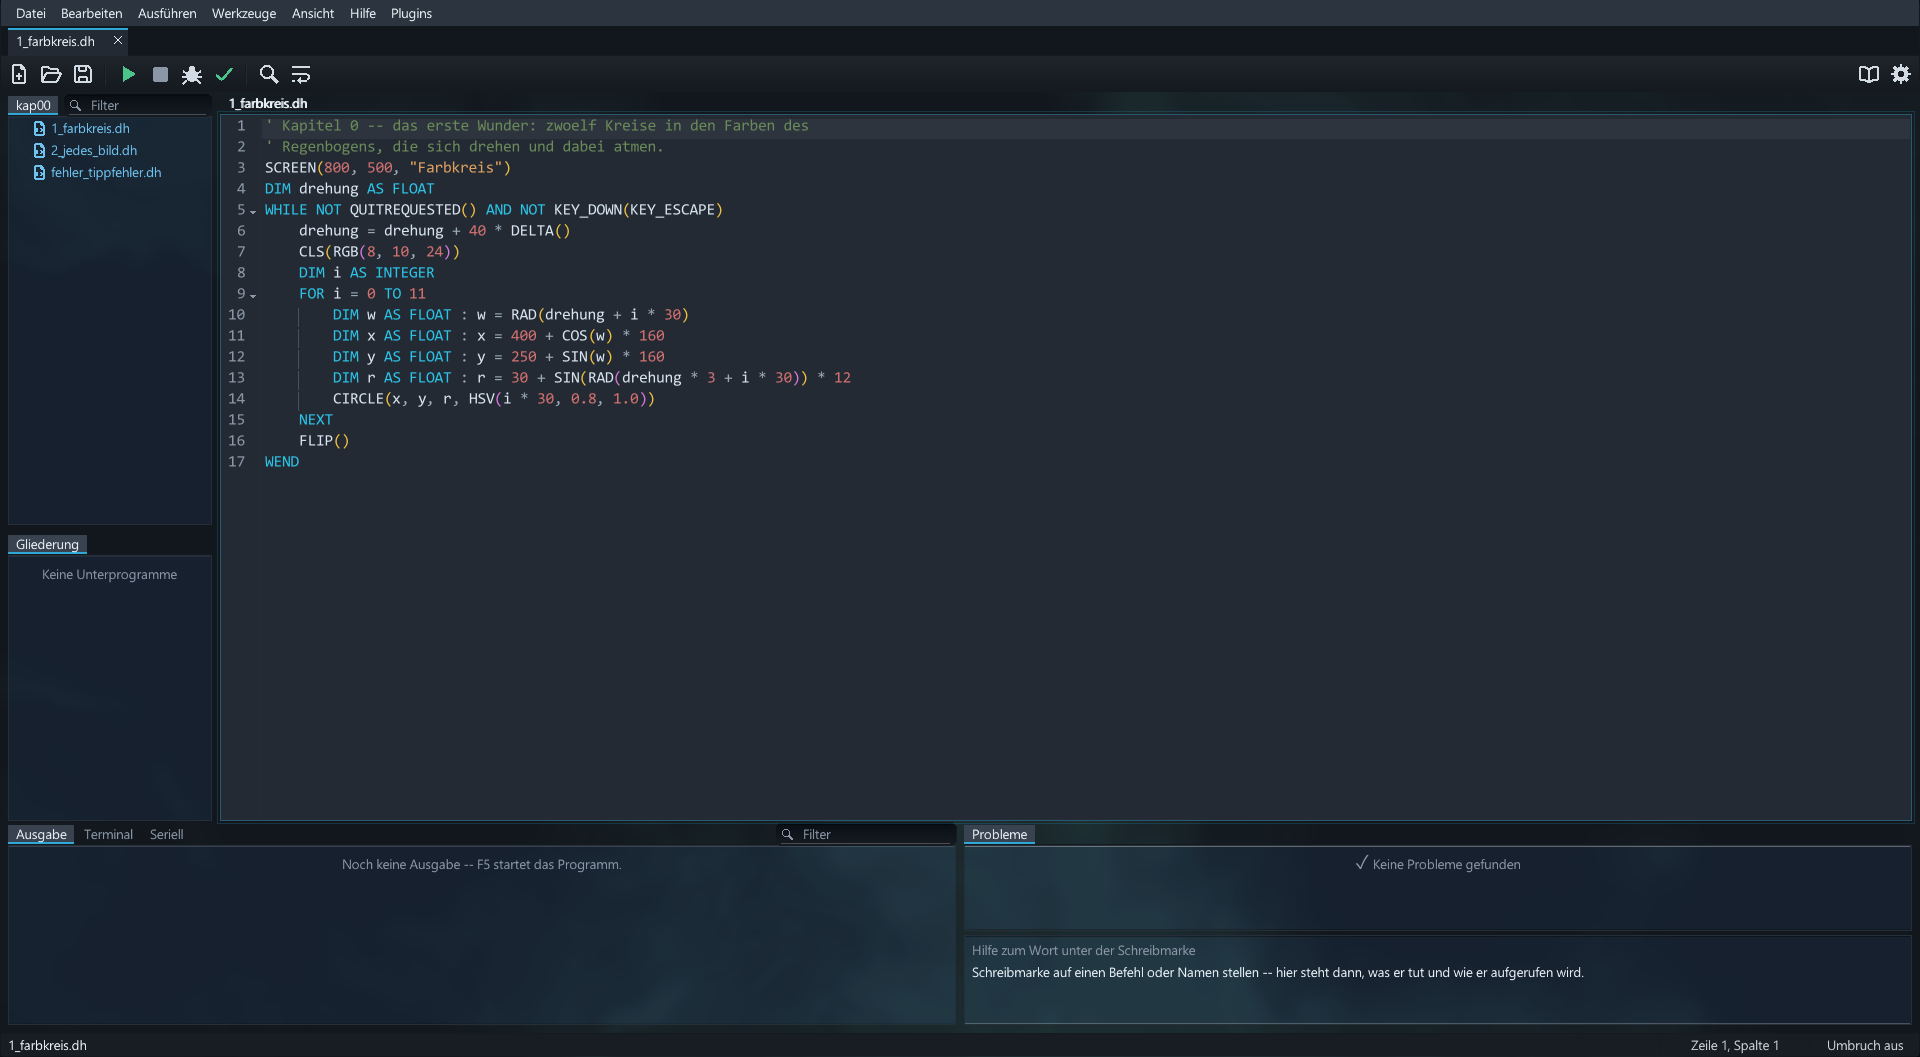 Datei Bearbeiten Ausführen Werkzeuge Ansicht Hilfe Plugins
1_farbkreis.dh
kap00 Filter
1_farbkreis.dh
2_jedes_bild.dh
fehler_tippfehler.dh
1_farbkreis.dh
1 ' Kapitel 0 -- das erste Wunder: zwoelf Kreise in den Farben des
2 ' Regenbogens, die sich drehen und dabei atmen.
3 SCREEN(800, 500, "Farbkreis")
4 DIM drehung AS FLOAT
5 WHILE NOT QUITREQUESTED() AND NOT KEY_DOWN(KEY_ESCAPE)
6     drehung = drehung + 40 * DELTA()
7     CLS(RGB(8, 10, 24))
8     DIM i AS INTEGER
9     FOR i = 0 TO 11
10         DIM w AS FLOAT : w = RAD(drehung + i * 30)
11         DIM x AS FLOAT : x = 400 + COS(w) * 160
12         DIM y AS FLOAT : y = 250 + SIN(w) * 160
13         DIM r AS FLOAT : r = 30 + SIN(RAD(drehung * 3 + i * 30)) * 12
14         CIRCLE(x, y, r, HSV(i * 30, 0.8, 1.0))
15     NEXT
16     FLIP()
17 WEND
Gliederung
Keine Unterprogramme
Ausgabe Terminal Seriell Filter
Noch keine Ausgabe -- F5 startet das Programm.
Probleme
Keine Probleme gefunden
Hilfe zum Wort unter der Schreibmarke
Schreibmarke auf einen Befehl oder Namen stellen -- hier steht dann, was er tut und wie er aufgerufen wird.
1_farbkreis.dh Zeile 1, Spalte 1 Umbruch aus